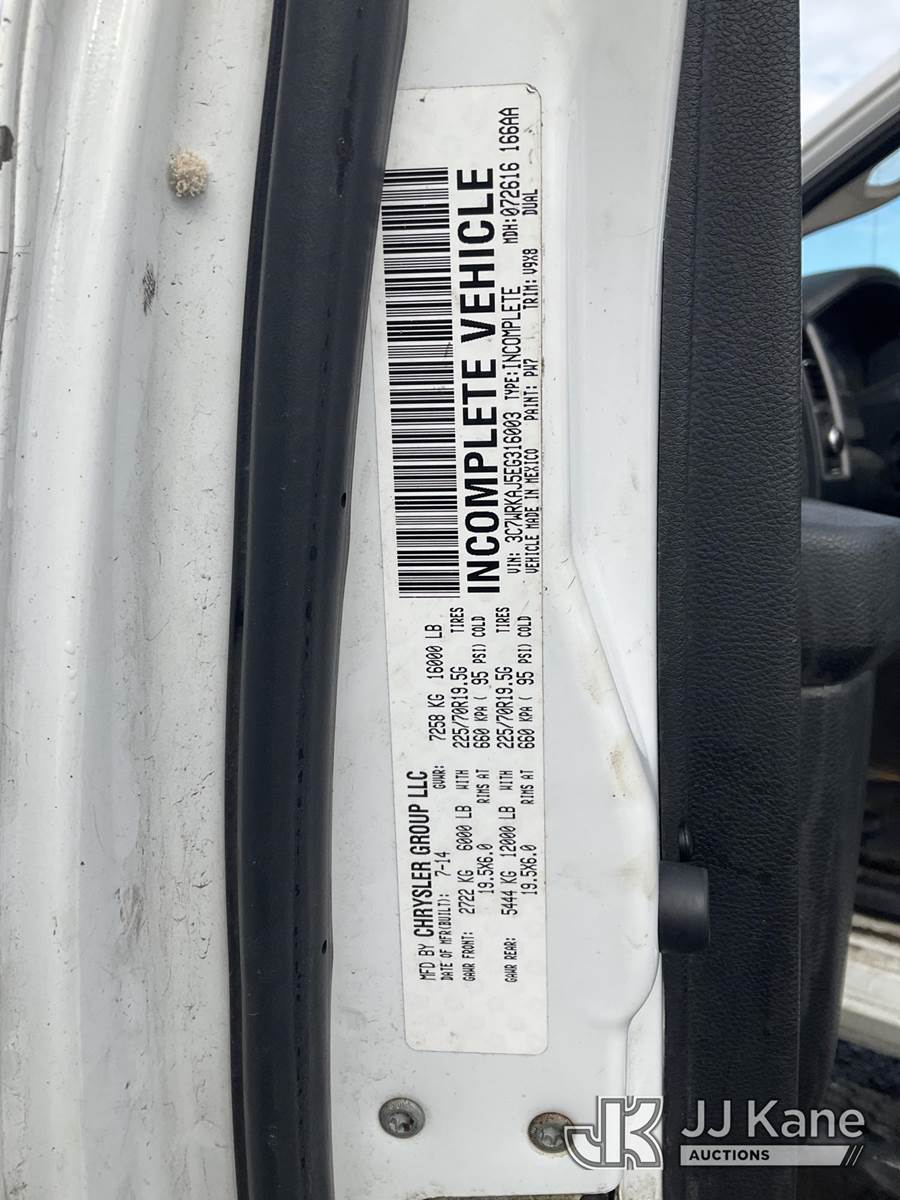 MFD BY CHRYSLER GROUP LLC
DATE OF MFR(BUILT): 7-14 GVWR: 7258 KG 16000 LB
GAWR FRONT: 2722 KG 6000 LB WITH 225/70R19.5G TIRES
19.5X6.0 RIMS AT 660 KPA ( 95 PSI) COLD
GAWR REAR: 5444 KG 12000 LB WITH 225/70R19.5G TIRES
19.5X6.0 RIMS AT 660 KPA ( 95 PSI) COLD
INCOMPLETE VEHICLE
VIN: 3C7WRKAJ5EG316003 TYPE:INCOMPLETE MDH:072616 166AA
VEHICLE MADE IN MEXICO PAINT: PW7 TRIM: V9X8 DUAL
JK JJ Kane
AUCTIONS